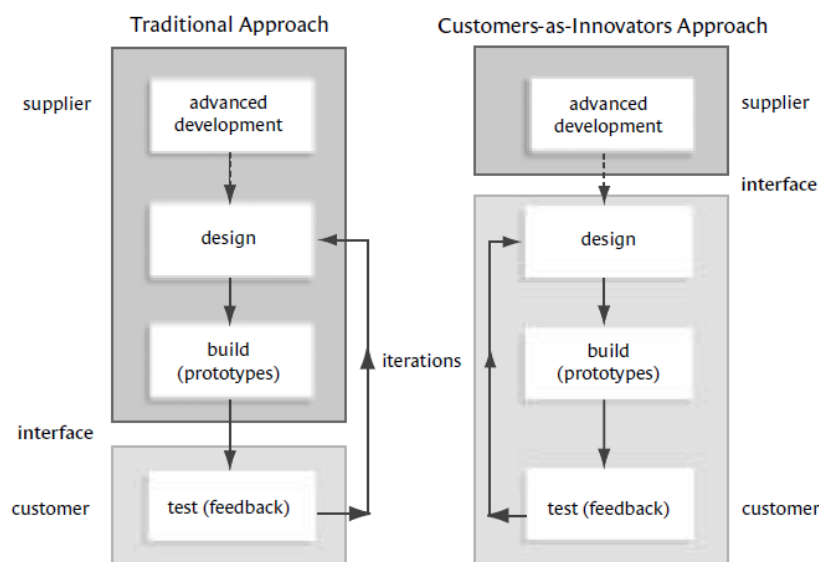 Traditional Approach
supplier
advanced
development
design
build
(prototypes)
interface
customer
test (feedback)
iterations
Customers-as-Innovators Approach
advanced
development
supplier
interface
design
build
(prototypes)
test (feedback)
customer